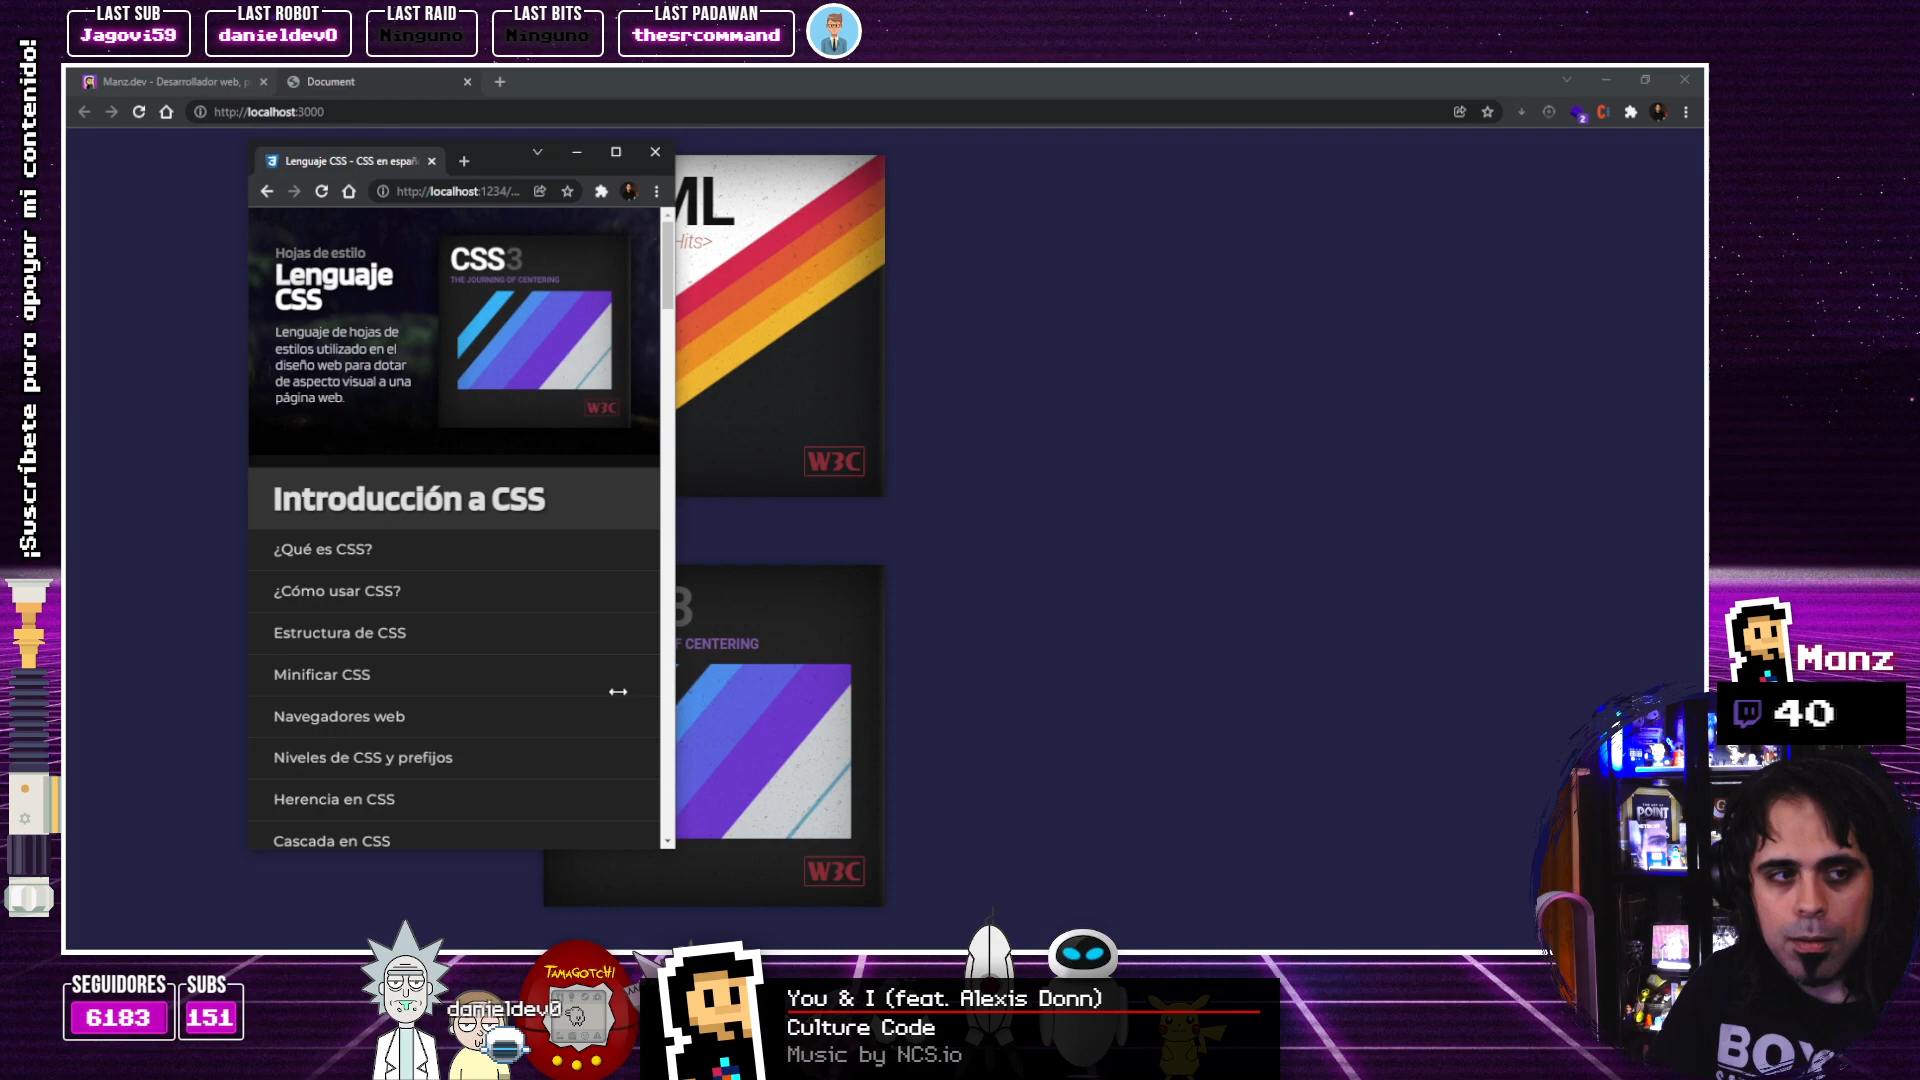 LAST SUB
Jagovi59
LAST ROBOT
danieldev0
LAST RAID
Ninguno
LAST BITS
Ninguno
LAST PADAWAN
thesrcommand
¡Suscríbete para apoyar mi contenido!
Manz.dev - Desarrollador web, p
Document
http://localhost:3000
2
Lenguaje CSS - CSS en españ
http://localhost:1234/...
Hojas de estilo
Lenguaje
CSS
Lenguaje de hojas de
estilos utilizado en el
diseño web para dotar
de aspecto visual a una
página web.
CSS3
THE JOURNING OF CENTERING
W3C
Introducción a CSS
¿Qué es CSS?
¿Cómo usar CSS?
Estructura de CSS
Minificar CSS
Navegadores web
Niveles de CSS y prefijos
Herencia en CSS
Cascada en CSS
ML
Hits>
W3C
3
F CENTERING
W3C
Manz
40
POINT
BOY
SEGUIDORES
6183
SUBS
151
danieldev0
TAMAGOTCHI
You & I (feat. Alexis Donn)
Culture Code
Music by NCS.io